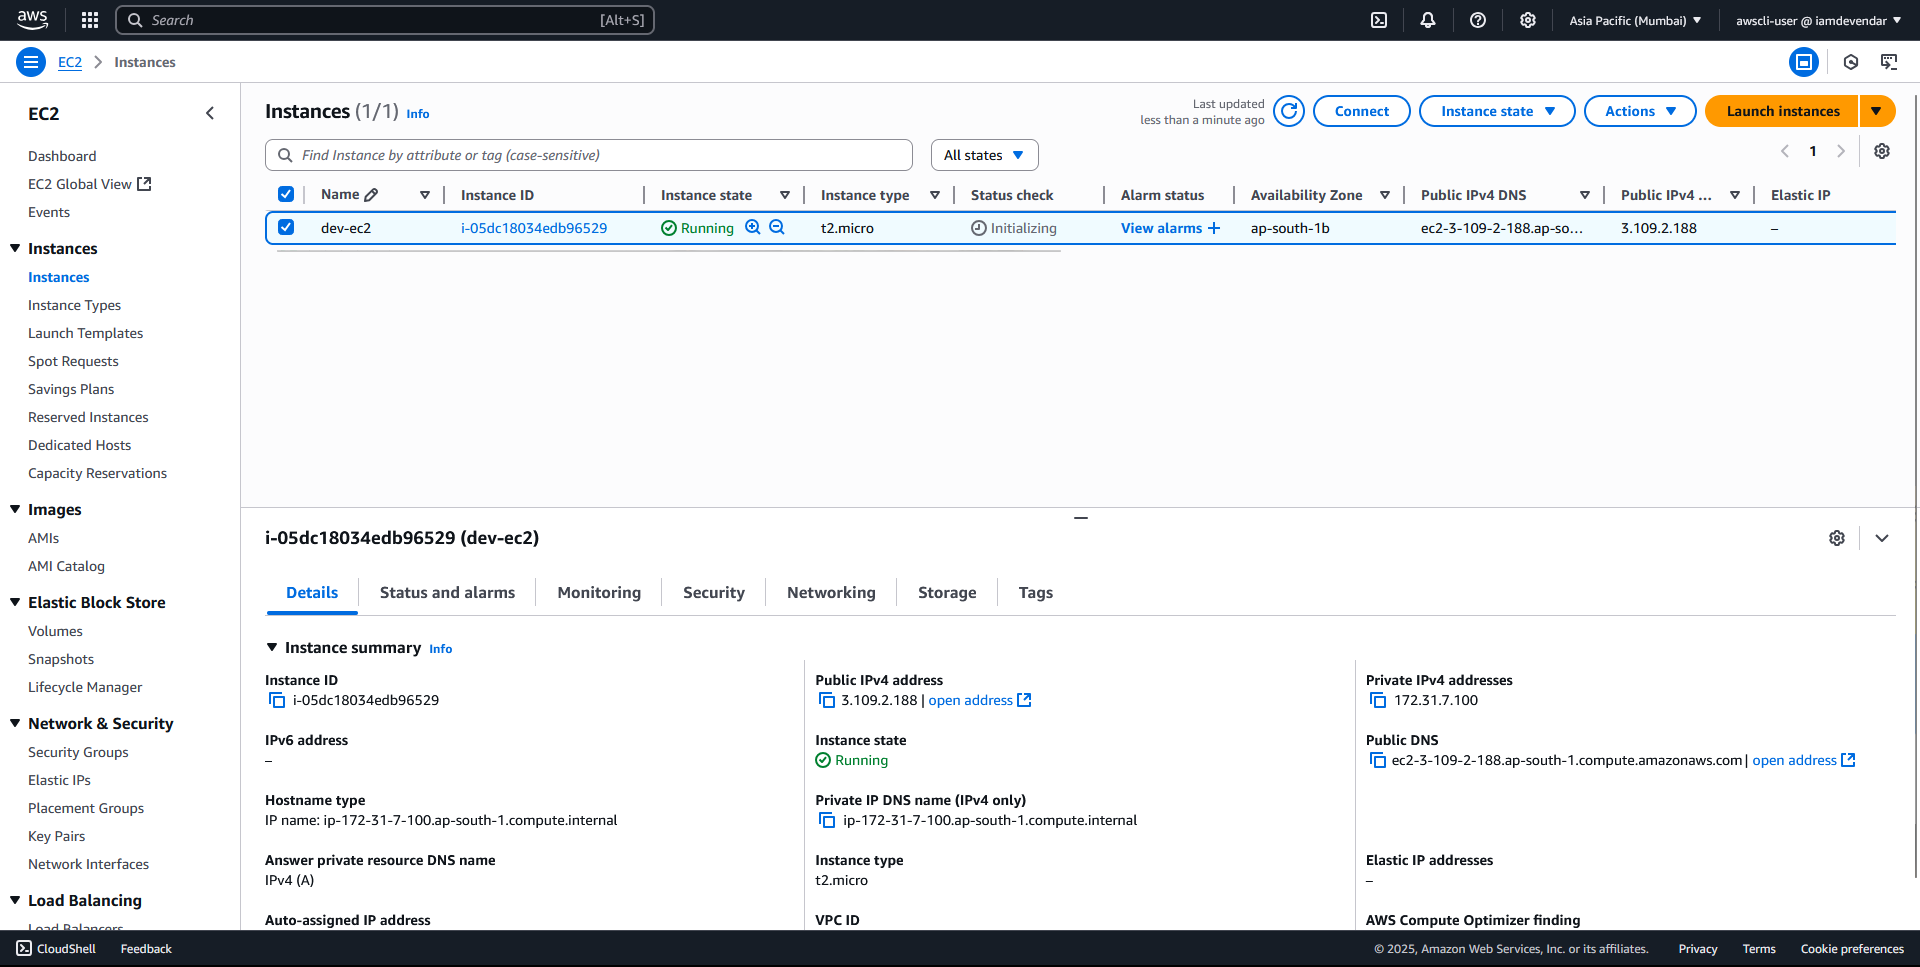 aws
Search [Alt+S]
Asia Pacific (Mumbai)
awscli-user @ iamdevendar
EC2 Instances
EC2
Dashboard
EC2 Global View
Events
Instances
Instances
Instance Types
Launch Templates
Spot Requests
Savings Plans
Reserved Instances
Dedicated Hosts
Capacity Reservations
Images
AMIs
AMI Catalog
Elastic Block Store
Volumes
Snapshots
Lifecycle Manager
Network & Security
Security Groups
Elastic IPs
Placement Groups
Key Pairs
Network Interfaces
Load Balancing
Load Balancers
Instances (1/1) Info
Last updated
less than a minute ago
Connect
Instance state
Actions
Launch instances
Find Instance by attribute or tag (case-sensitive)
All states
1
Name Instance ID Instance state Instance type Status check Alarm status Availability Zone Public IPv4 DNS Public IPv4 ... Elastic IP
dev-ec2 i-05dc18034edb96529 Running t2.micro Initializing View alarms + ap-south-1b ec2-3-109-2-188.ap-so... 3.109.2.188 –
i-05dc18034edb96529 (dev-ec2)
Details Status and alarms Monitoring Security Networking Storage Tags
Instance summary Info
Instance ID
i-05dc18034edb96529
Public IPv4 address
3.109.2.188 | open address
Private IPv4 addresses
172.31.7.100
IPv6 address
–
Instance state
Running
Public DNS
ec2-3-109-2-188.ap-south-1.compute.amazonaws.com | open address
Hostname type
IP name: ip-172-31-7-100.ap-south-1.compute.internal
Private IP DNS name (IPv4 only)
ip-172-31-7-100.ap-south-1.compute.internal
Answer private resource DNS name
IPv4 (A)
Instance type
t2.micro
Elastic IP addresses
–
Auto-assigned IP address
VPC ID
AWS Compute Optimizer finding
CloudShell Feedback
© 2025, Amazon Web Services, Inc. or its affiliates. Privacy Terms Cookie preferences